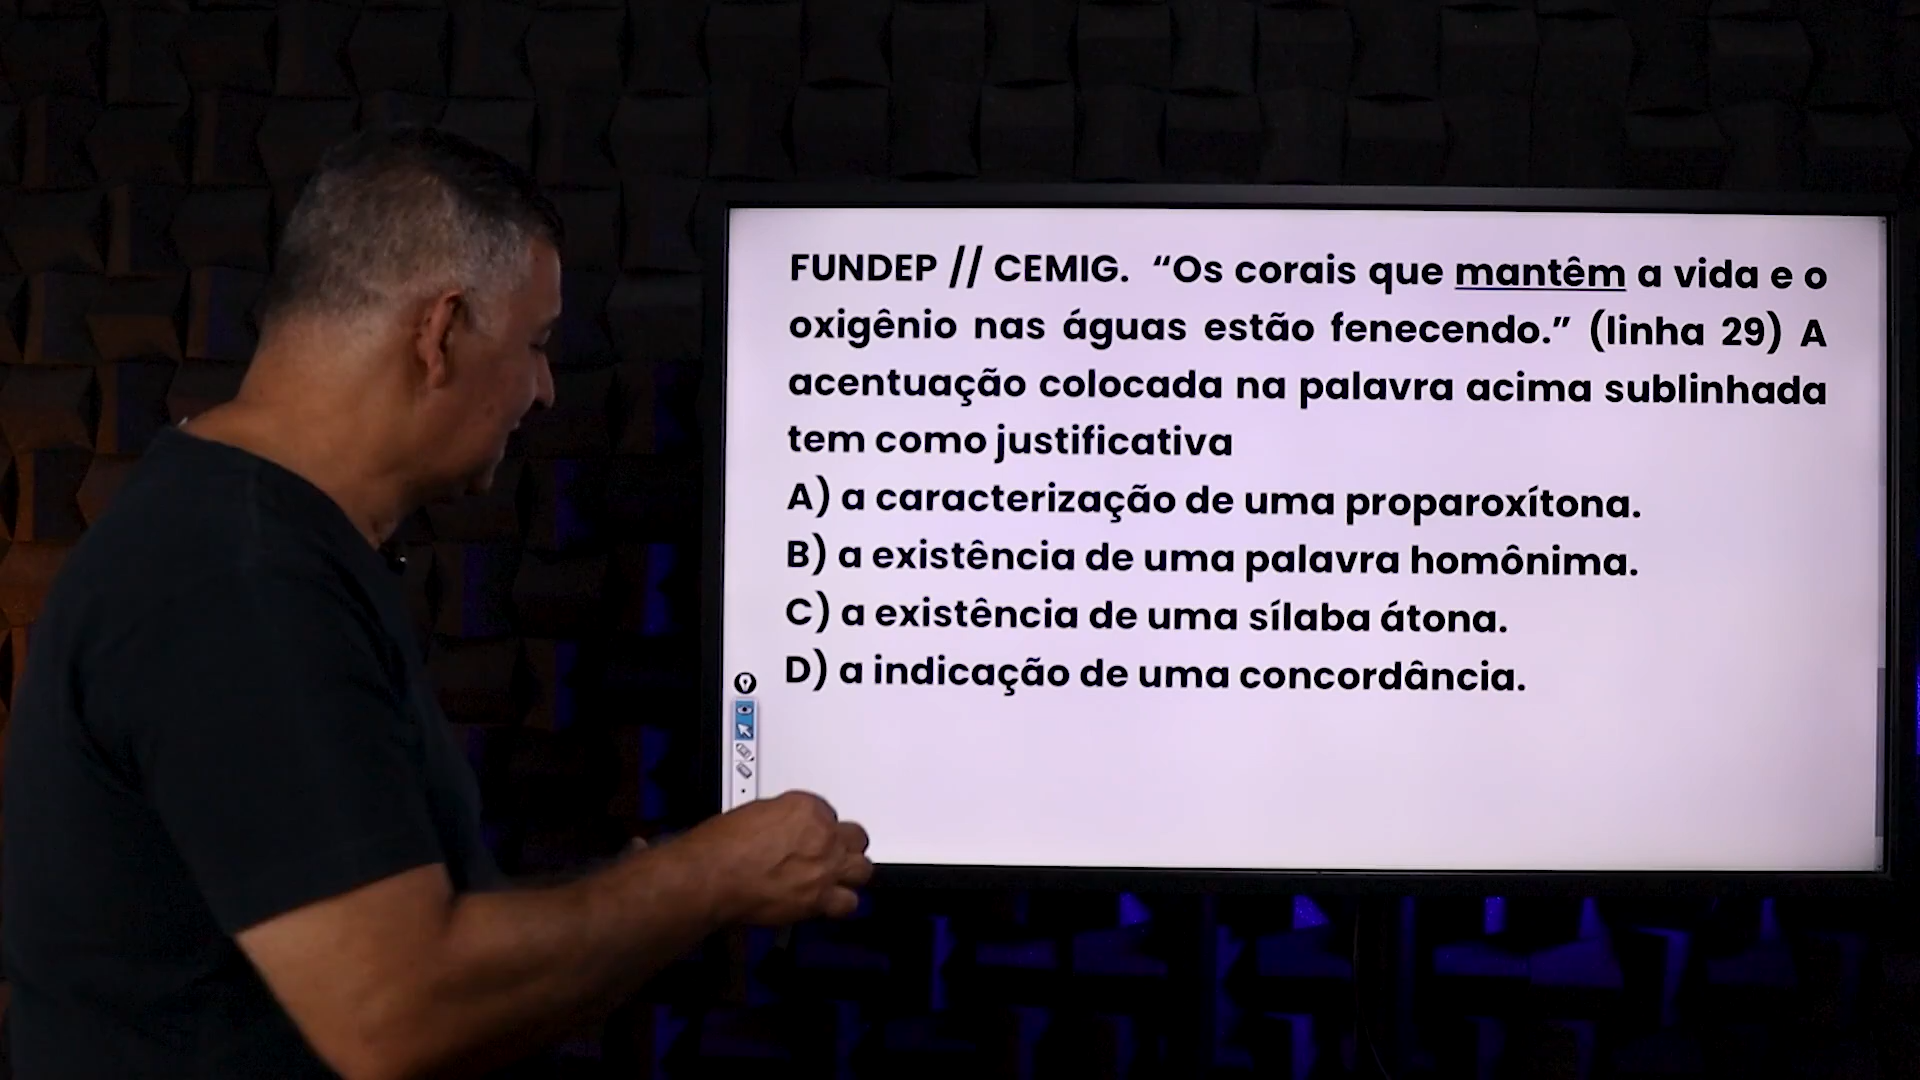 FUNDEP // CEMIG. “Os corais que mantêm a vida e o
oxigênio nas águas estão fenecendo.” (linha 29) A
acentuação colocada na palavra acima sublinhada
tem como justificativa
A) a caracterização de uma proparoxítona.
B) a existência de uma palavra homônima.
C) a existência de uma sílaba átona.
D) a indicação de uma concordância.